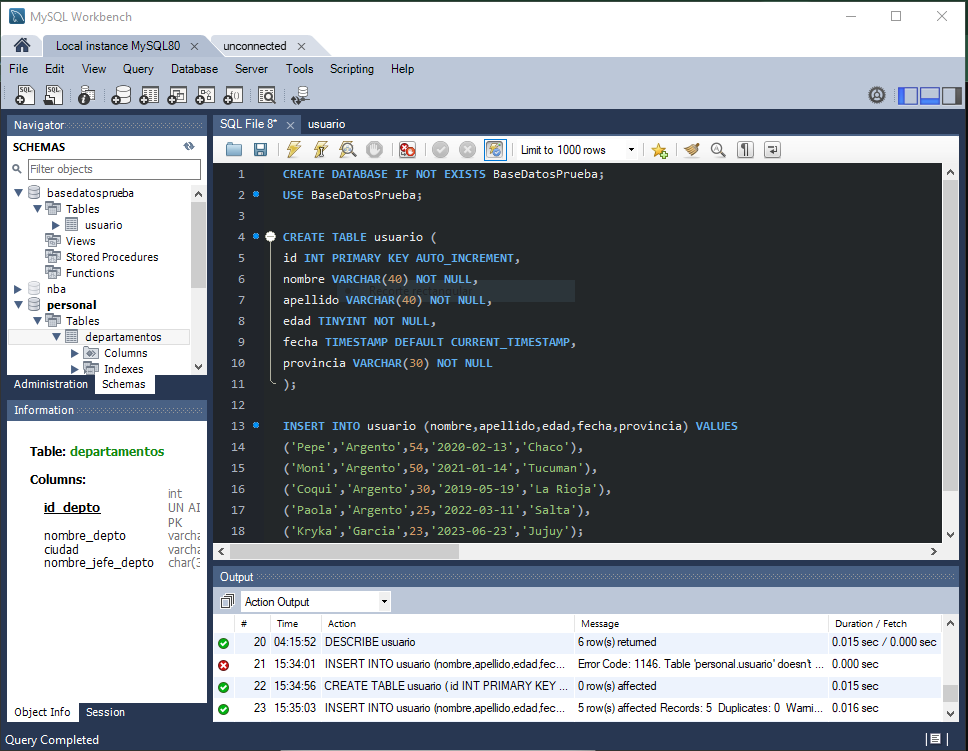 MySQL Workbench
Local instance MySQL80
unconnected
File Edit View Query Database Server Tools Scripting Help
Navigator
SCHEMAS
Filter objects
basedatosprueba
Tables
usuario
Views
Stored Procedures
Functions
nba
personal
Tables
departamentos
Columns
Indexes
Administration Schemas
Information
Table: departamentos
Columns:
id_depto int
UN AI
PK
nombre_depto varcha
ciudad varcha
nombre_jefe_depto char(3
Object Info Session
SQL File 8* usuario
Limit to 1000 rows
1 CREATE DATABASE IF NOT EXISTS BaseDatosPrueba;
2 USE BaseDatosPrueba;
3
4 CREATE TABLE usuario (
5 id INT PRIMARY KEY AUTO_INCREMENT,
6 nombre VARCHAR(40) NOT NULL,
7 apellido VARCHAR(40) NOT NULL,
8 edad TINYINT NOT NULL,
9 fecha TIMESTAMP DEFAULT CURRENT_TIMESTAMP,
10 provincia VARCHAR(30) NOT NULL
11 );
12
13 INSERT INTO usuario (nombre,apellido,edad,fecha,provincia) VALUES
14 ('Pepe','Argento',54,'2020-02-13','Chaco'),
15 ('Moni','Argento',50,'2021-01-14','Tucuman'),
16 ('Coqui','Argento',30,'2019-05-19','La Rioja'),
17 ('Paola','Argento',25,'2022-03-11','Salta'),
18 ('Kryka','Garcia',23,'2023-06-23','Jujuy');
Recorte rectangular
Output
Action Output
# Time Action Message Duration / Fetch
20 04:15:52 DESCRIBE usuario 6 row(s) returned 0.015 sec / 0.000 sec
21 15:34:01 INSERT INTO usuario (nombre,apellido,edad,fec... Error Code: 1146. Table 'personal.usuario' doesn't ... 0.000 sec
22 15:34:56 CREATE TABLE usuario ( id INT PRIMARY KEY ... 0 row(s) affected 0.015 sec
23 15:35:03 INSERT INTO usuario (nombre,apellido,edad,fec... 5 row(s) affected Records: 5 Duplicates: 0 Warni... 0.016 sec
Query Completed